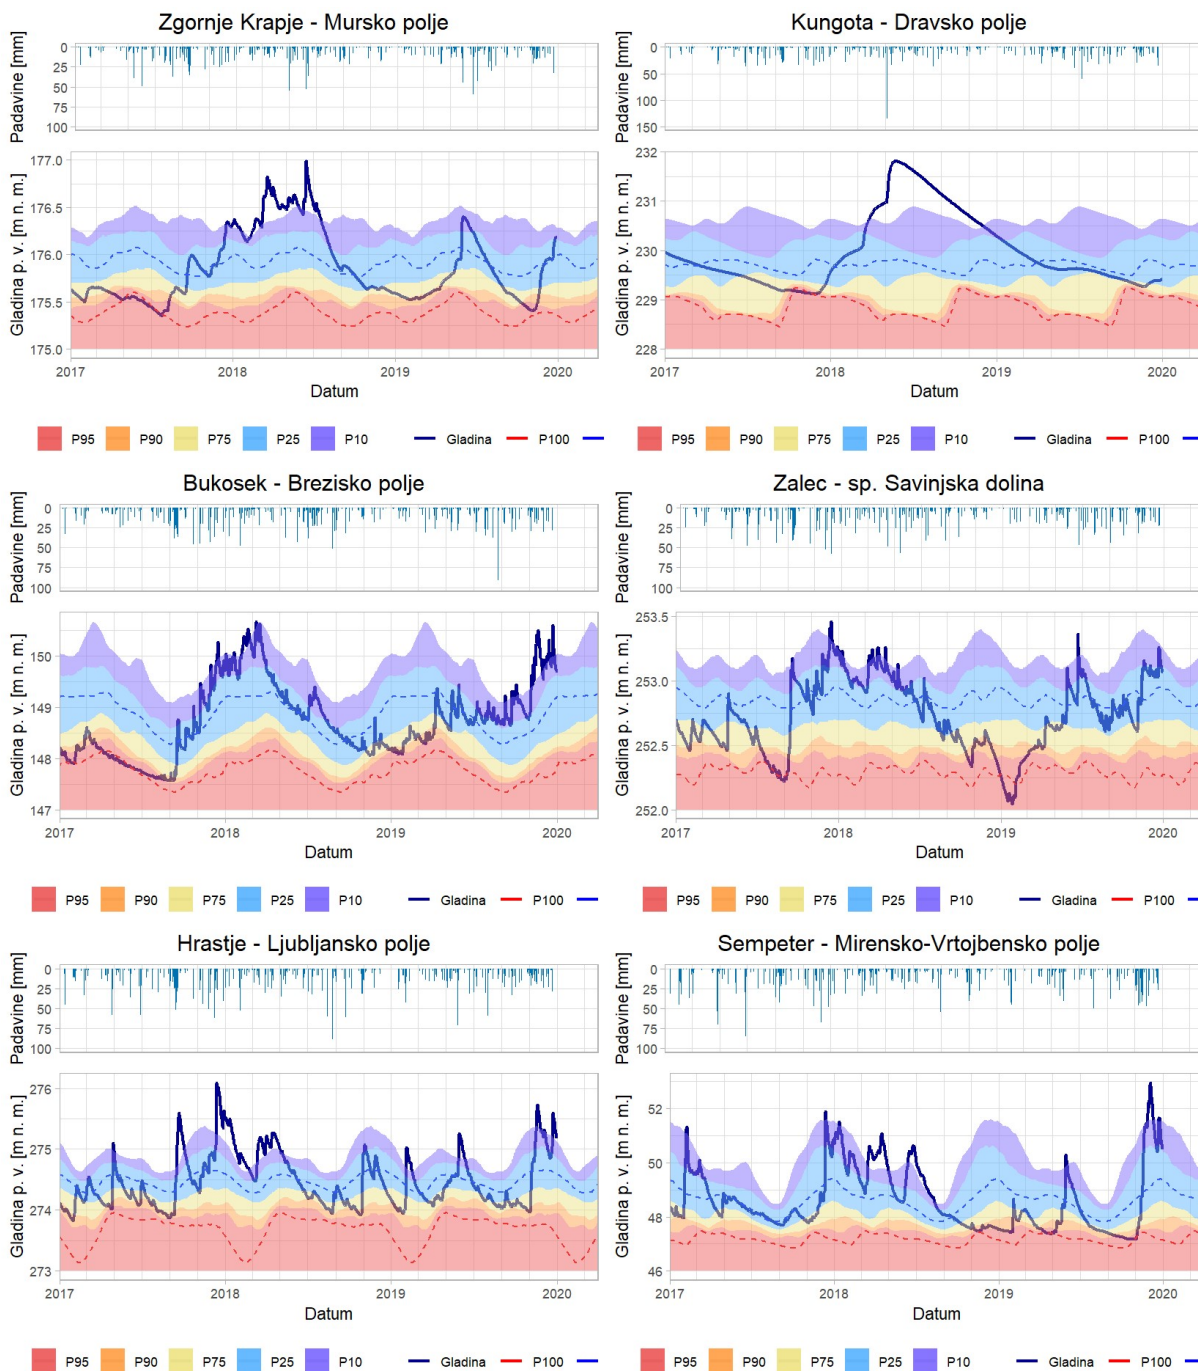 Zgornje Krapje - Mursko polje
Padavine [mm]
0
25
50
75
100
Gladina p. v. [m n. m.]
177.0
176.5
176.0
175.5
175.0
2017 2018 2019 2020
Datum
P95 P90 P75 P25 P10 Gladina P100
Kungota - Dravsko polje
Padavine [mm]
0
50
100
150
Gladina p. v. [m n. m.]
232
231
230
229
228
2017 2018 2019 2020
Datum
P95 P90 P75 P25 P10 Gladina P100
Bukosek - Brezisko polje
Padavine [mm]
0
25
50
75
100
Gladina p. v. [m n. m.]
150
149
148
147
2017 2018 2019 2020
Datum
P95 P90 P75 P25 P10 Gladina P100
Zalec - sp. Savinjska dolina
Padavine [mm]
0
25
50
75
100
Gladina p. v. [m n. m.]
253.5
253.0
252.5
252.0
2017 2018 2019 2020
Datum
P95 P90 P75 P25 P10 Gladina P100
Hrastje - Ljubljansko polje
Padavine [mm]
0
25
50
75
100
Gladina p. v. [m n. m.]
276
275
274
273
2017 2018 2019 2020
Datum
P95 P90 P75 P25 P10 Gladina P100
Sempeter - Mirensko-Vrtojbensko polje
Padavine [mm]
0
25
50
75
100
Gladina p. v. [m n. m.]
52
50
48
46
2017 2018 2019 2020
Datum
P95 P90 P75 P25 P10 Gladina P100